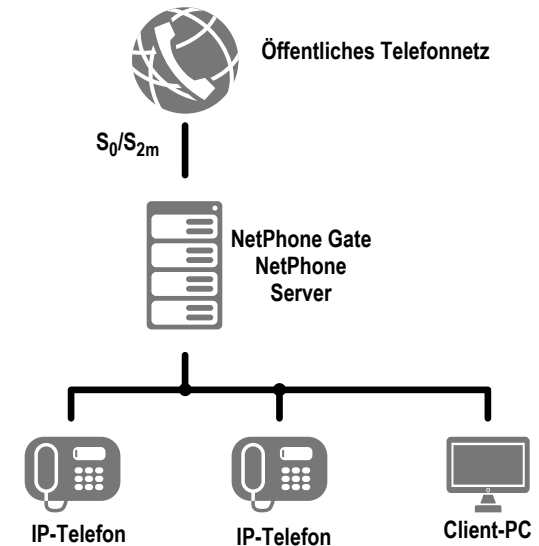 Öffentliches Telefonnetz
S₀/S₂ₘ
NetPhone Gate
NetPhone
Server
IP-Telefon
IP-Telefon
Client-PC